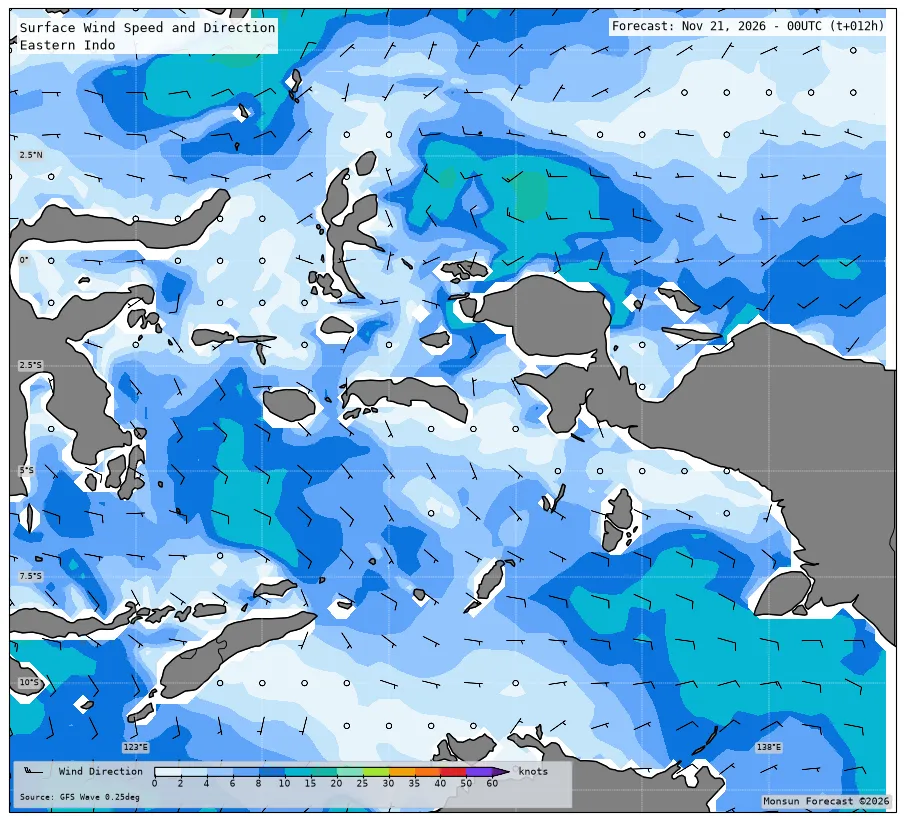 Surface Wind Speed and Direction
Eastern Indo
Forecast: Nov 21, 2026 - 00UTC (t+012h)
2.5°N
0°
2.5°S
5°S
7.5°S
10°S
123°E
138°E
Wind Direction
knots
0 2 4 6 8 10 15 20 25 30 35 40 50 60
Source: GFS Wave 0.25deg
Monsun Forecast ©2026